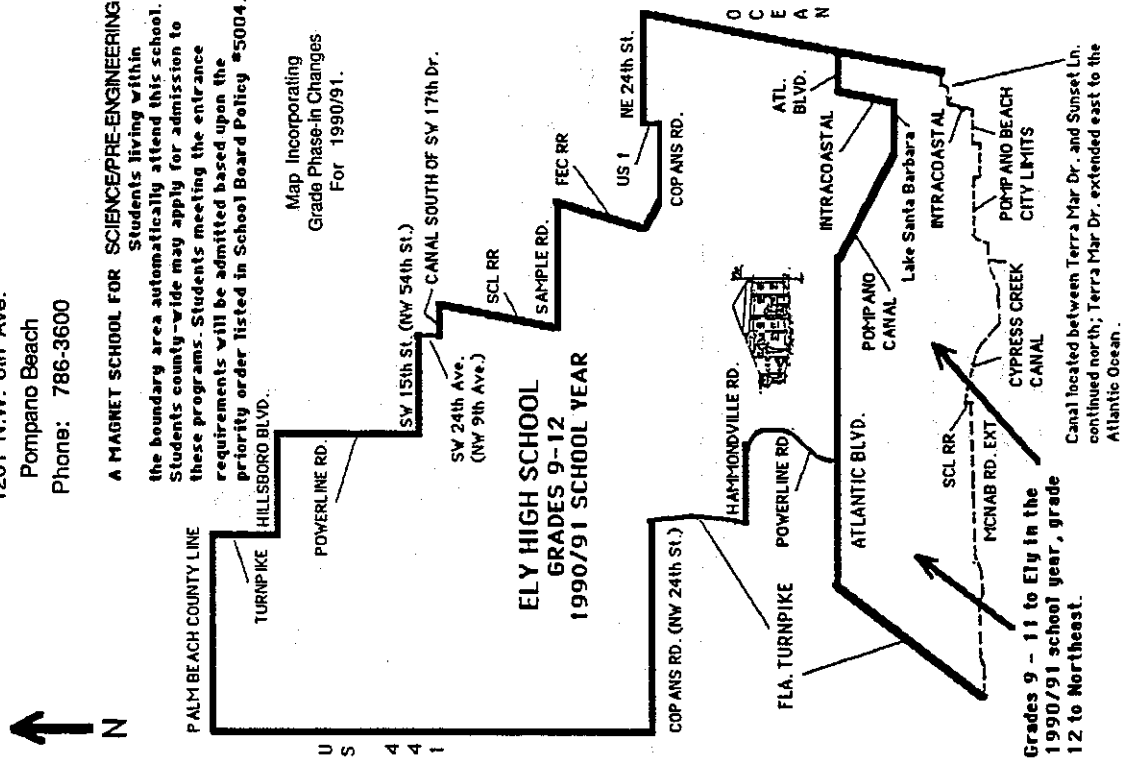 Pompano Beach
Phone: 786-3600
A MAGNET SCHOOL FOR SCIENCE/PRE-ENGINEERING
Students living within
the boundary area automatically attend this school.
Students county-wide may apply for admission to
these programs. Students meeting the entrance
requirements will be admitted based upon the
priority order listed in School Board Policy #5004.
Map Incorporating
Grade Phase-In Changes
For 1990/91.
N
PALM BEACH COUNTY LINE
TURNPIKE
HILLSBORO BLVD.
POWERLINE RD.
SW 15th St. (NW 54th St.)
SW 24th Ave.
(NW 9th Ave.)
CANAL SOUTH OF SW 17th Dr.
SCL RR
SAMPLE RD.
FEC RR
US 1
NE 24th St.
COPANS RD.
OCEAN
US 441
ELY HIGH SCHOOL
GRADES 9-12
1990/91 SCHOOL YEAR
COPANS RD. (NW 24th St.)
FLA. TURNPIKE
HAMMONDVILLE RD.
POWERLINE RD
ATLANTIC BLVD.
POMPANO
CANAL
INTRACOASTAL
ATL.
BLVD.
Lake Santa Barbara
INTRACOASTAL
POMPANO BEACH
CITY LIMITS
CYPRESS CREEK
CANAL
SCL RR
MCNAB RD. EXT
Grades 9 - 11 to Ely in the
1990/91 school year, grade
12 to Northeast.
Canal located between Terra Mar Dr. and Sunset Ln.
continued north; Terra Mar Dr. extended east to the
Atlantic Ocean.